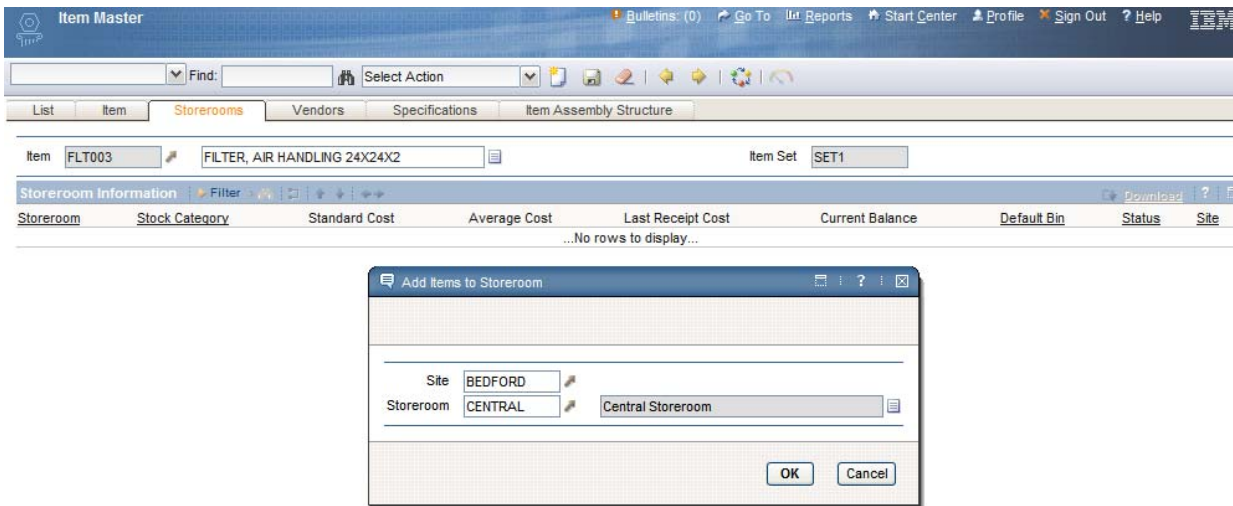 Item Master Bulletins: (0) Go To Reports Start Center Profile Sign Out ? Help IBM
Find: Select Action
List Item Storerooms Vendors Specifications Item Assembly Structure
Item FLT003 FILTER, AIR HANDLING 24X24X2 Item Set SET1
Storeroom Information Filter Download ?
Storeroom Stock Category Standard Cost Average Cost Last Receipt Cost Current Balance Default Bin Status Site
...No rows to display...
Add Items to Storeroom ?
Site BEDFORD
Storeroom CENTRAL Central Storeroom
OK Cancel